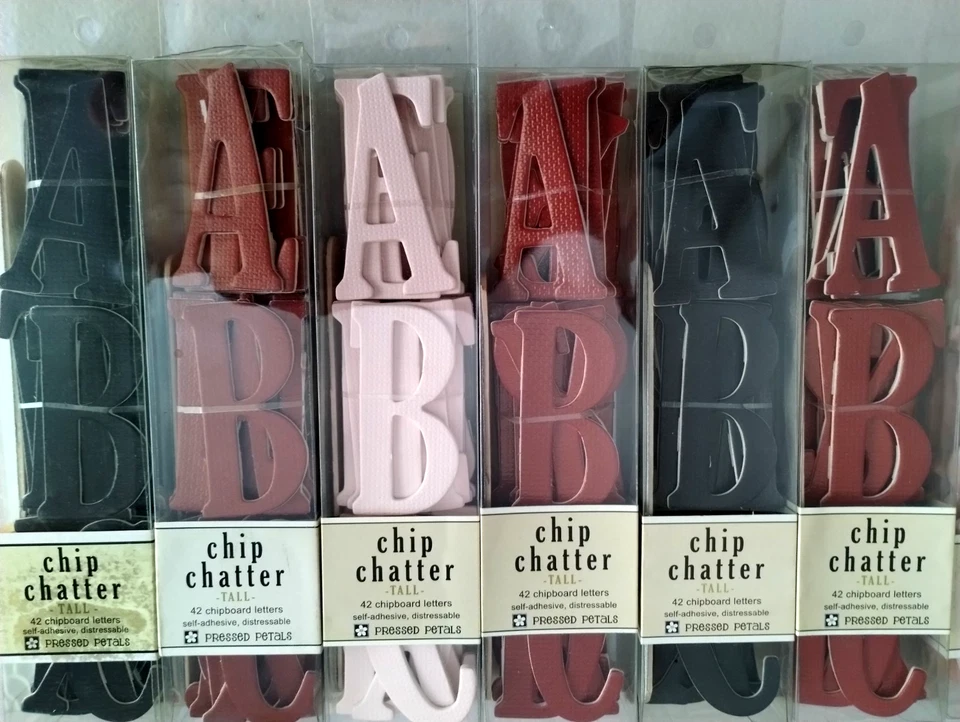 A
B
chip
chatter
-TALL-
42 chipboard letters
self-adhesive, distressable
PRESSED PETALS
A
B
chip
chatter
-TALL-
42 chipboard letters
self-adhesive, distressable
PRESSED PETALS
A
B
chip
chatter
-TALL-
42 chipboard letters
self-adhesive, distressable
PRESSED PETALS
A
B
chip
chatter
-TALL-
42 chipboard letters
self-adhesive, distressable
PRESSED PETALS
A
B
chip
chatter
-TALL-
42 chipboard letters
self-adhesive, distressable
PRESSED PETALS
A
B
chip
chatter
-TALL-
42 chipboard letters
self-adhesive, distressable
PRESSED PETALS